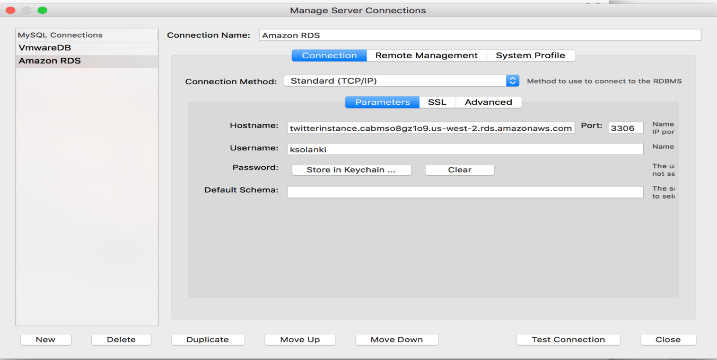 Manage Server Connections
MySQL Connections
VmwareDB
Amazon RDS
Connection Name: Amazon RDS
Connection Remote Management System Profile
Connection Method: Standard (TCP/IP) Method to use to connect to the RDBMS
Parameters SSL Advanced
Hostname: twitterinstance.cabmso8gz1o9.us-west-2.rds.amazonaws.com Port: 3306 Name
IP por
Username: ksolanki Name
Password: Store in Keychain ... Clear The u
not se
Default Schema: The s
to sele
New Delete Duplicate Move Up Move Down Test Connection Close